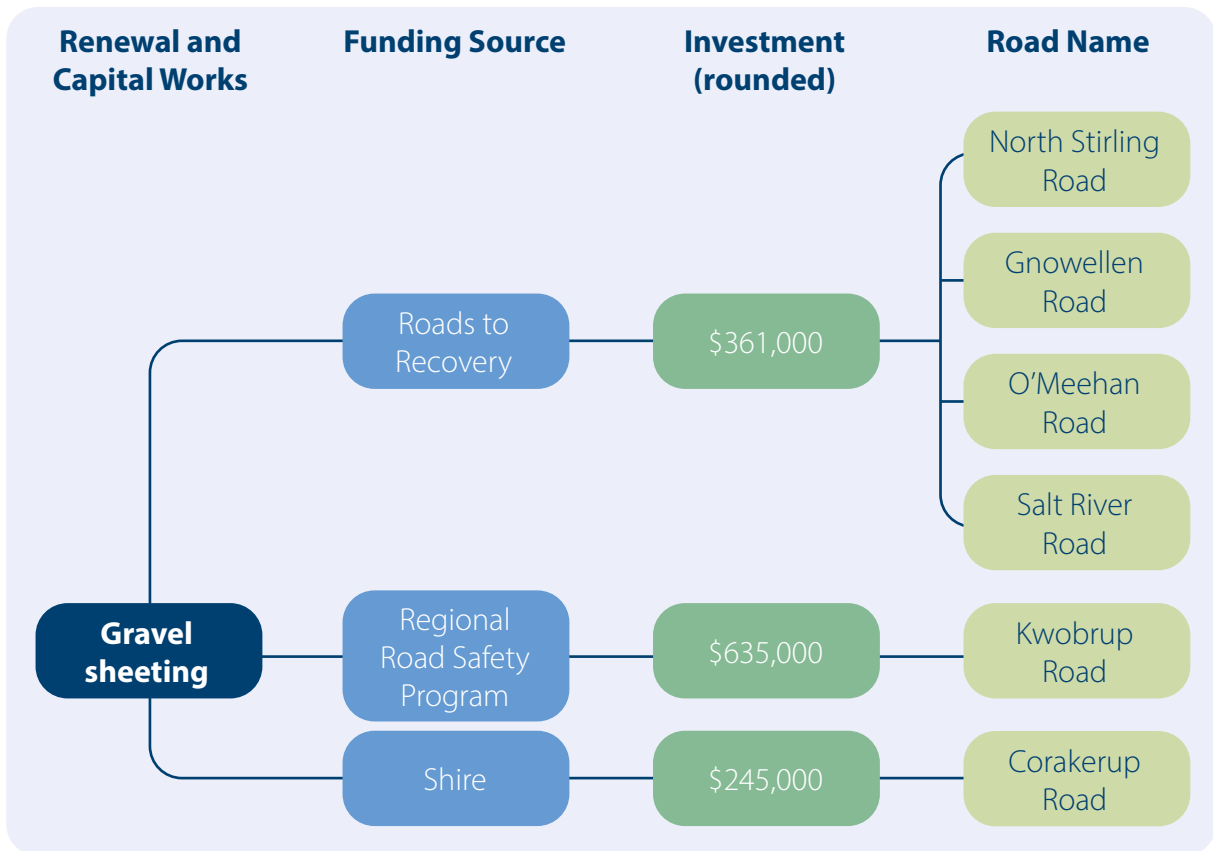 Renewal and
Capital Works
Funding Source
Investment
(rounded)
Road Name
North Stirling
Road
Gnowellen
Road
Roads to
Recovery
$361,000
O'Meehan
Road
Salt River
Road
Gravel
sheeting
Regional
Road Safety
Program
$635,000
Kwobrup
Road
Shire
$245,000
Corakerup
Road